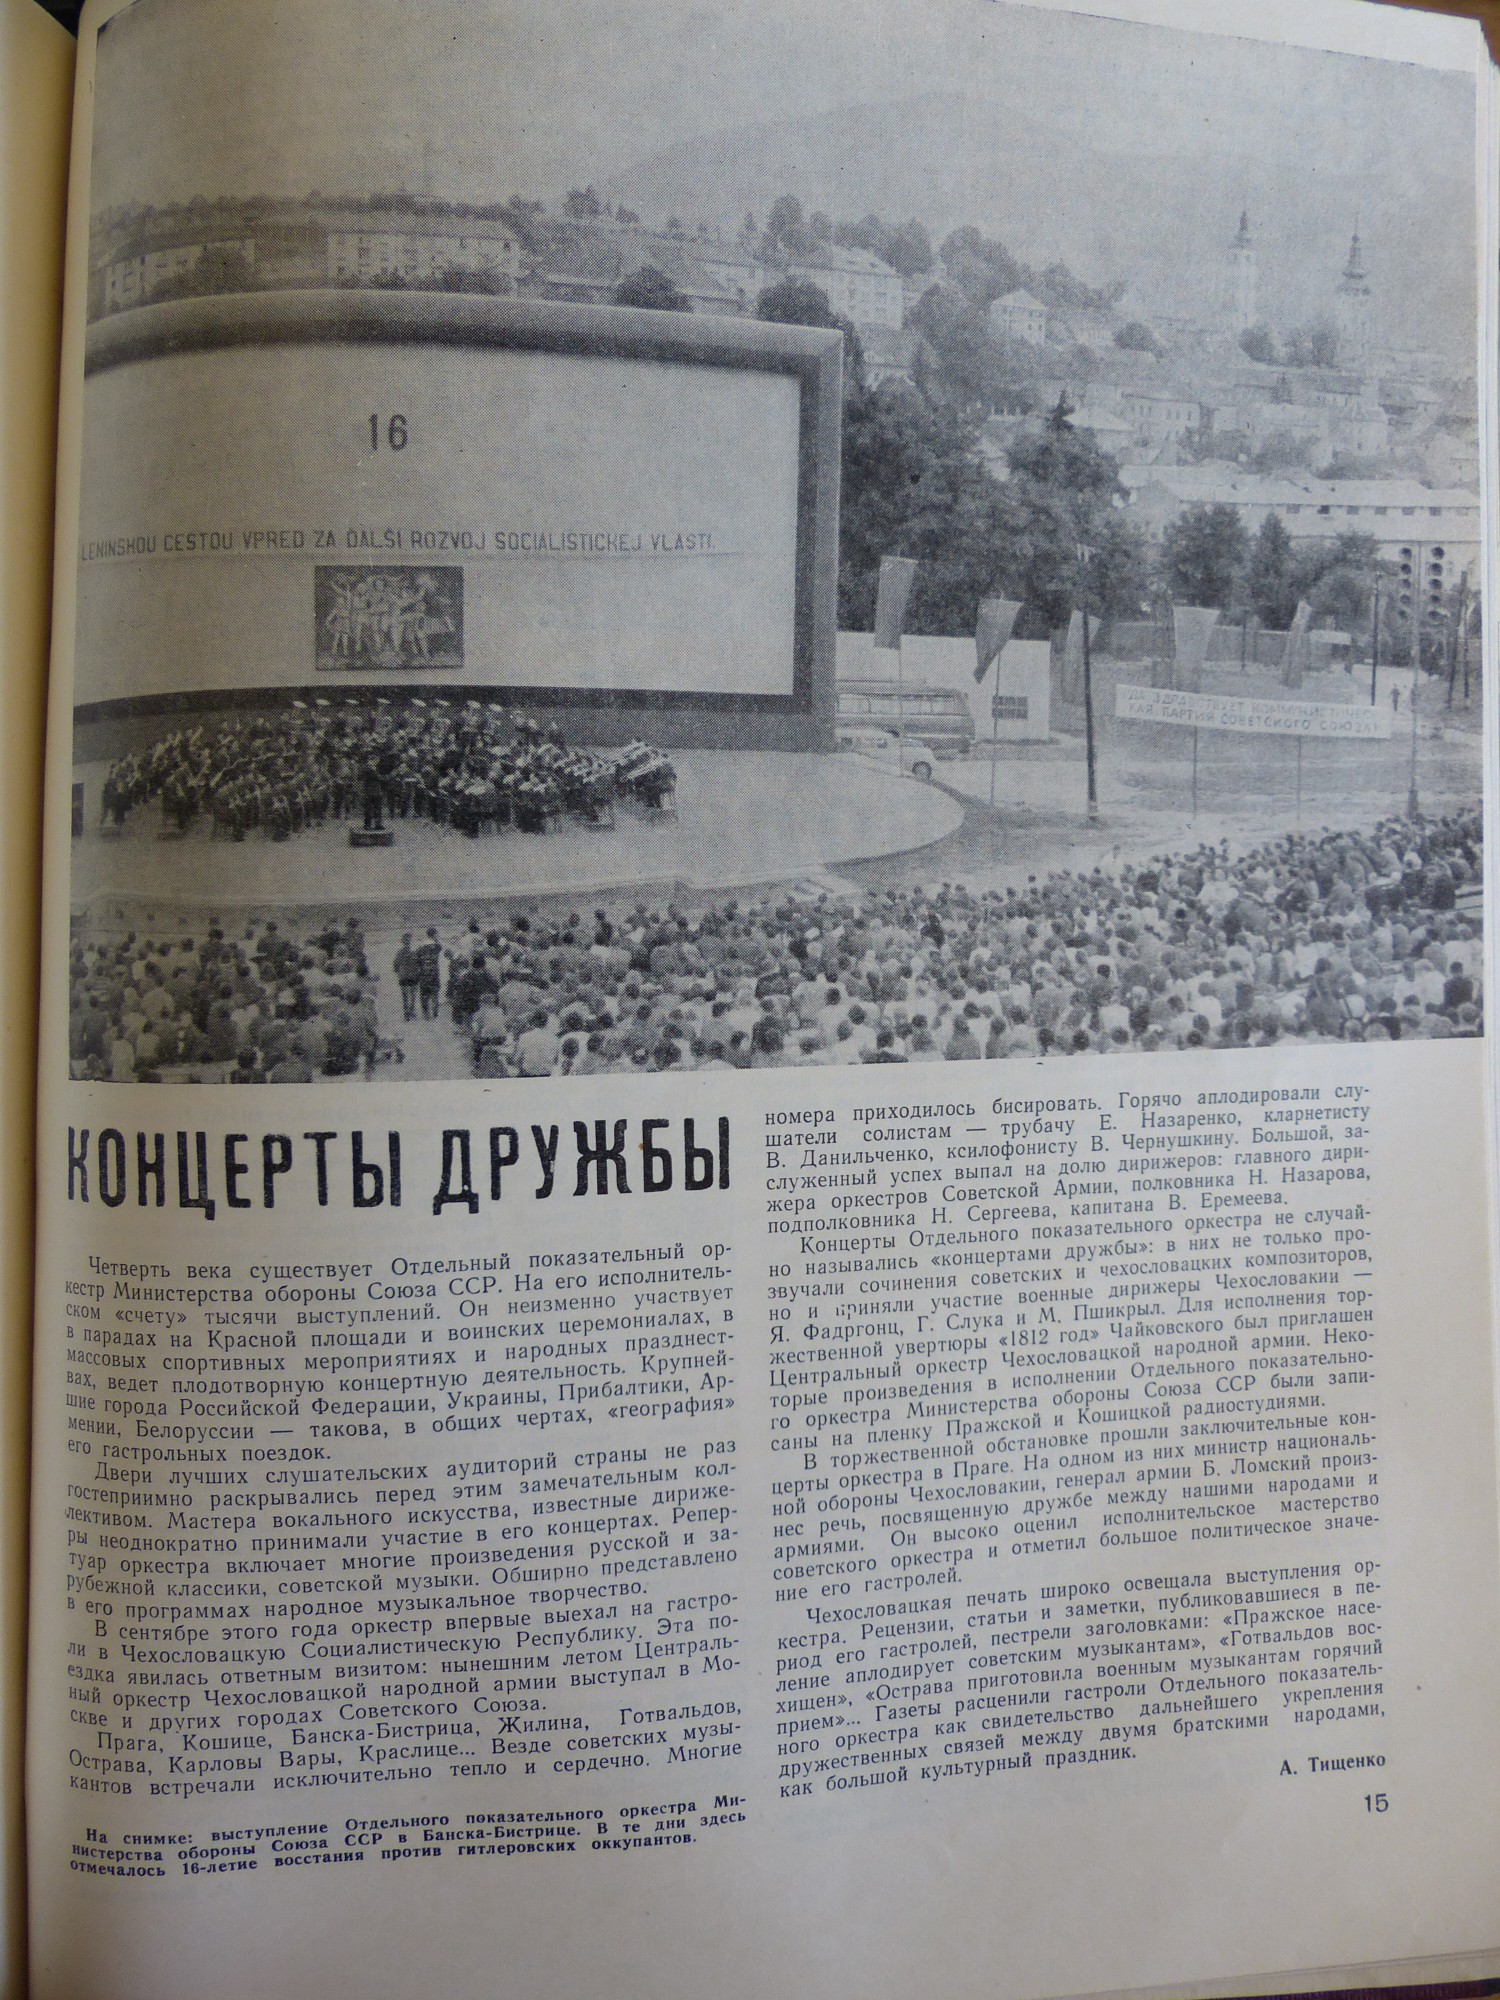 16
LENINSKOU CESTOU VPRED ZA ĎALŠÍ ROZVOJ SOCIALISTICKEJ VLASTI.
ДА ЗДРАВСТВУЕТ КОММУНИСТИЧЕС-
КАЯ ПАРТИЯ СОВЕТСКОГО СОЮЗА!
КОНЦЕРТЫ ДРУЖБЫ
Четверть века существует Отдельный показательный ор-
кестр Министерства обороны Союза ССР. На его исполнитель-
ском «счету» тысячи выступлений. Он неизменно участвует
в парадах на Красной площади и воинских церемониалах, в
массовых спортивных мероприятиях и народных празднест-
вах, ведет плодотворную концертную деятельность. Крупней-
шие города Российской Федерации, Украины, Прибалтики, Ар-
мении, Белоруссии — такова, в общих чертах, «география»
его гастрольных поездок.
Двери лучших слушательских аудиторий страны не раз
гостеприимно раскрывались перед этим замечательным кол-
лективом. Мастера вокального искусства, известные дириже-
ры неоднократно принимали участие в его концертах. Репер-
туар оркестра включает многие произведения русской и за-
рубежной классики, советской музыки. Обширно представлено
в его программах народное музыкальное творчество.
В сентябре этого года оркестр впервые выехал на гастро-
ли в Чехословацкую Социалистическую Республику. Эта по-
ездка явилась ответным визитом: нынешним летом Централь-
ный оркестр Чехословацкой народной армии выступал в Мо-
скве и других городах Советского Союза.
Прага, Кошице, Банска-Бистрица, Жилина, Готвальдов,
Острава, Карловы Вары, Краслице... Везде советских музы-
кантов встречали исключительно тепло и сердечно. Многие
На снимке: выступление Отдельного показательного оркестра Ми-
нистерства обороны Союза ССР в Банска-Бистрице. В те дни здесь
отмечалось 16-летие восстания против гитлеровских оккупантов.
номера приходилось бисировать. Горячо аплодировали слу-
шатели солистам — трубачу Е. Назаренко, кларнетисту
В. Данильченко, ксилофонисту В. Чернушкину. Большой, за-
служенный успех выпал на долю дирижеров: главного дири-
жера оркестров Советской Армии, полковника Н. Назарова,
подполковника Н. Сергеева, капитана В. Еремеева.
Концерты Отдельного показательного оркестра не случай-
но назывались «концертами дружбы»: в них не только про-
звучали сочинения советских и чехословацких композиторов,
но и приняли участие военные дирижеры Чехословакии —
Я. Фадргонц, Г. Слука и М. Пшикрыл. Для исполнения тор-
жественной увертюры «1812 год» Чайковского был приглашен
Центральный оркестр Чехословацкой народной армии. Неко-
торые произведения в исполнении Отдельного показательно-
го оркестра Министерства обороны Союза ССР были запи-
саны на пленку Пражской и Кошицкой радиостудиями.
В торжественной обстановке прошли заключительные кон-
церты оркестра в Праге. На одном из них министр националь-
ной обороны Чехословакии, генерал армии Б. Ломский произ-
нес речь, посвященную дружбе между нашими народами и
армиями. Он высоко оценил исполнительское мастерство
советского оркестра и отметил большое политическое значе-
ние его гастролей.
Чехословацкая печать широко освещала выступления ор-
кестра. Рецензии, статьи и заметки, публиковавшиеся в пе-
риод его гастролей, пестрели заголовками: «Пражское насе-
ление аплодирует советским музыкантам», «Готвальдов вос-
хищен», «Острава приготовила военным музыкантам горячий
прием»... Газеты расценили гастроли Отдельного показатель-
ного оркестра как свидетельство дальнейшего укрепления
дружественных связей между двумя братскими народами,
как большой культурный праздник.
А. Тищенко
15